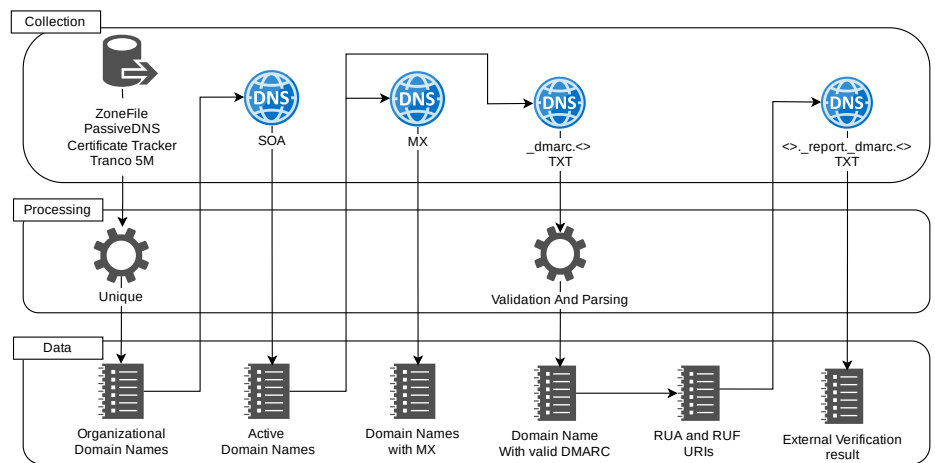 Collection
ZoneFile
PassiveDNS
Certificate Tracker
Tranco 5M
DNS
SOA
DNS
MX
DNS
_dmarc.<>
TXT
DNS
<>._report._dmarc.<>
TXT
Processing
Unique
Validation And Parsing
Data
Organizational
Domain Names
Active
Domain Names
Domain Names
with MX
Domain Name
With valid DMARC
RUA and RUF
URIs
External Verification
result